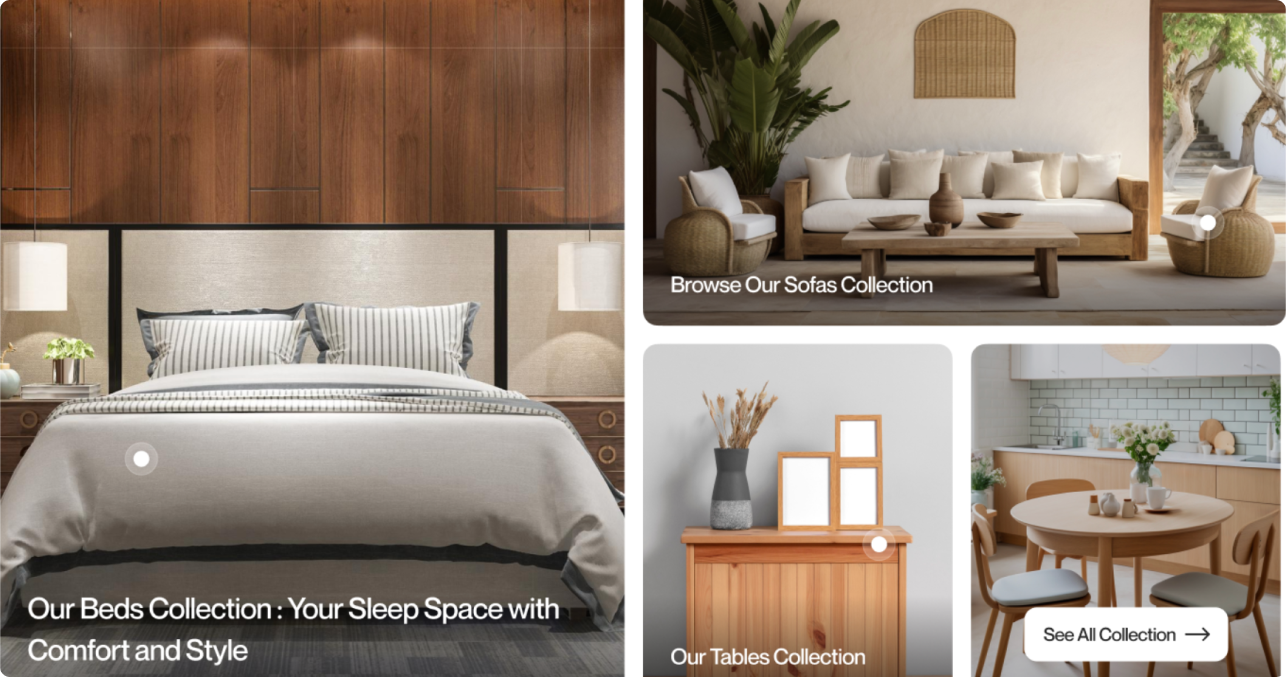 Our Beds Collection : Your Sleep Space with
Comfort and Style
Browse Our Sofas Collection
Our Tables Collection
See All Collection